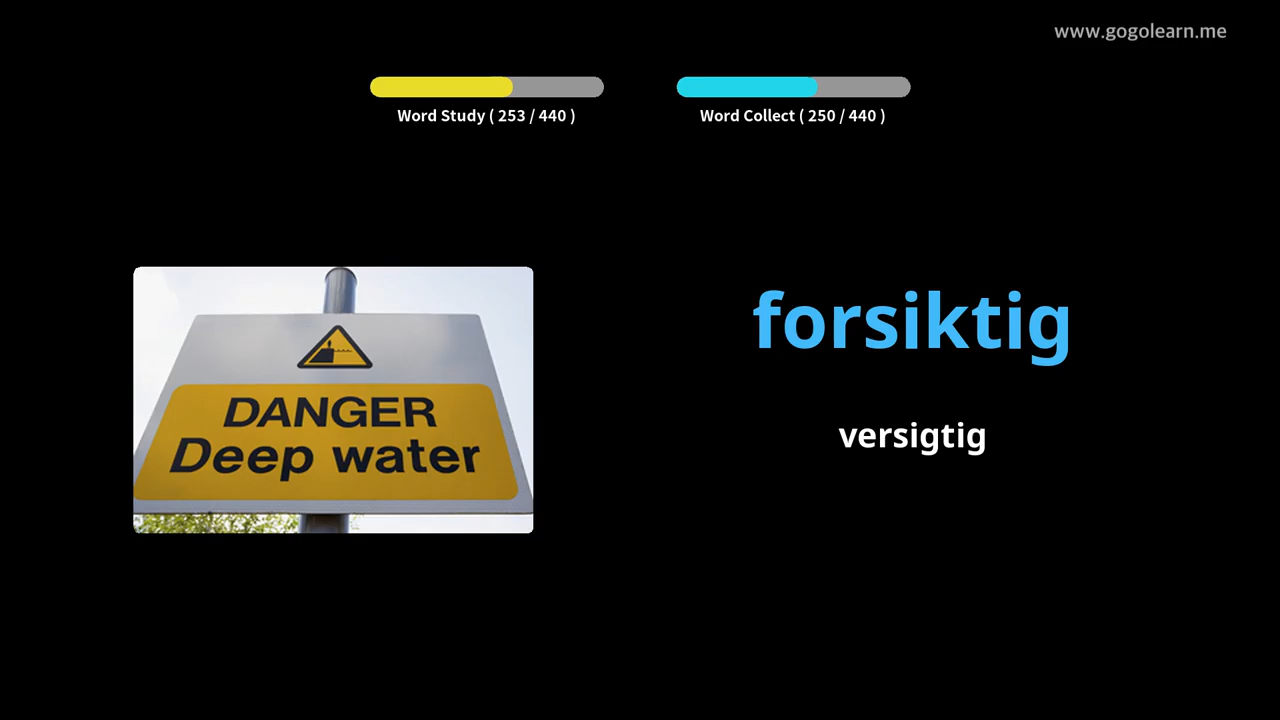 www.gogolearn.me
Word Study ( 253 / 440 )
Word Collect ( 250 / 440 )
DANGER
Deep water
forsiktig
versigtig